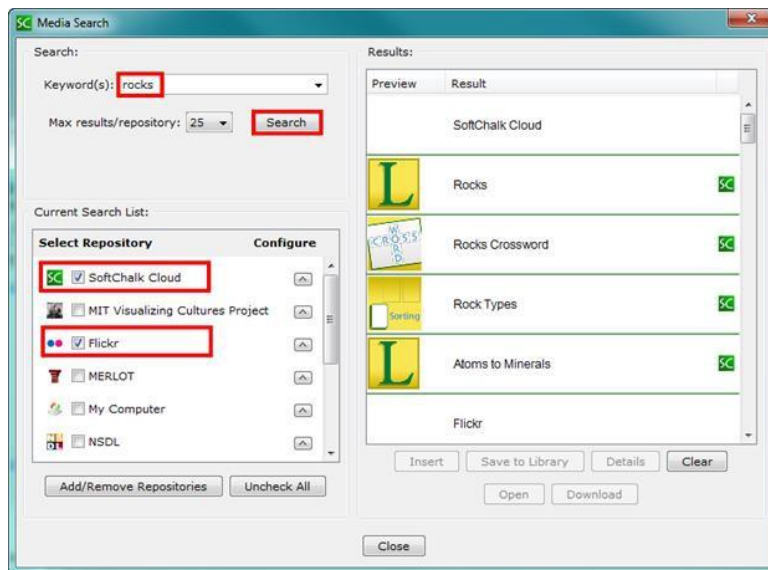 SC Media Search
Search:
Keyword(s): rocks
Max results/repository: 25 Search
Current Search List:
Select Repository Configure
SC SoftChalk Cloud
MIT Visualizing Cultures Project
Flickr
MERLOT
My Computer
NSDL
Add/Remove Repositories Uncheck All
Results:
Preview Result
SoftChalk Cloud
L Rocks SC
CROSS WORD Rocks Crossword SC
Sorting Rock Types SC
L Atoms to Minerals SC
Flickr
Insert Save to Library Details Clear
Open Download
Close